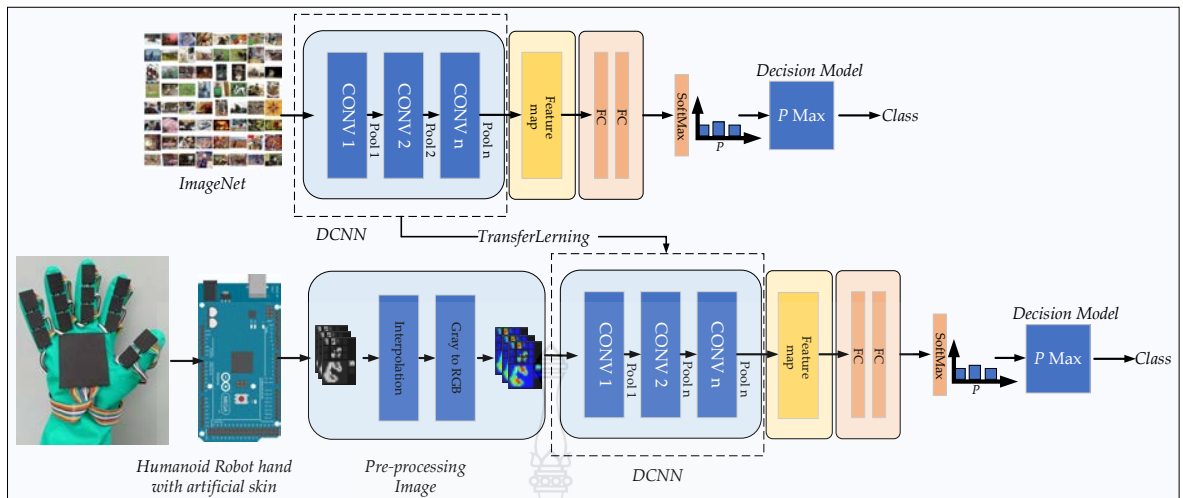 CONV 1
Pool 1
CONV 2
Pool 2
CONV n
Pool n
Feature
map
FC
FC
SoftMax
P
Decision Model
P Max
Class
ImageNet
DCNN
TransferLerning
Interpolation
Gray to RGB
CONV 1
Pool 1
CONV 2
Pool n
CONV n
Pool n
Feature
map
FC
FC
SoftMax
P
Decision Model
P Max
Class
Humanoid Robot hand
with artificial skin
Pre-processing
Image
DCNN